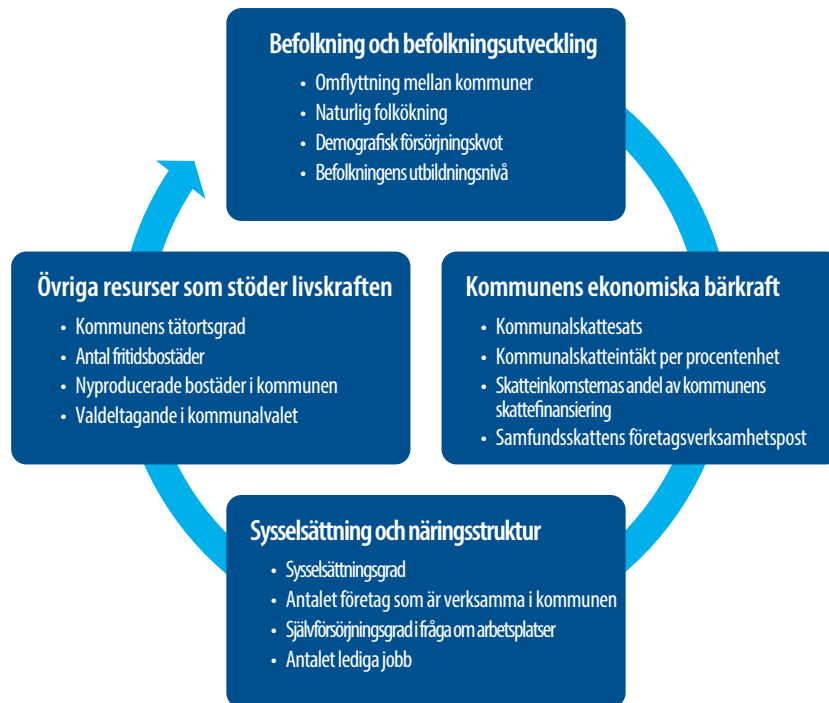 Befolkning och befolkningsutveckling
• Omflyttning mellan kommuner
• Naturlig folkökning
• Demografisk försörjningskvot
• Befolkningens utbildningsnivå
Övriga resurser som stöder livskraften
• Kommunens tätortsgrad
• Antal fritidsbostäder
• Nyproducerade bostäder i kommunen
• Valdeltagande i kommunalvalet
Kommunens ekonomiska bärkraft
• Kommunalskattesats
• Kommunalskatteintäkt per procentenhet
• Skatteinkomsternas andel av kommunens
skattefinansiering
• Samfundsskattens företagsverksamhetspost
Sysselsättning och näringsstruktur
• Sysselsättningsgrad
• Antalet företag som är verksamma i kommunen
• Självförsörjningsgrad i fråga om arbetsplatser
• Antalet lediga jobb